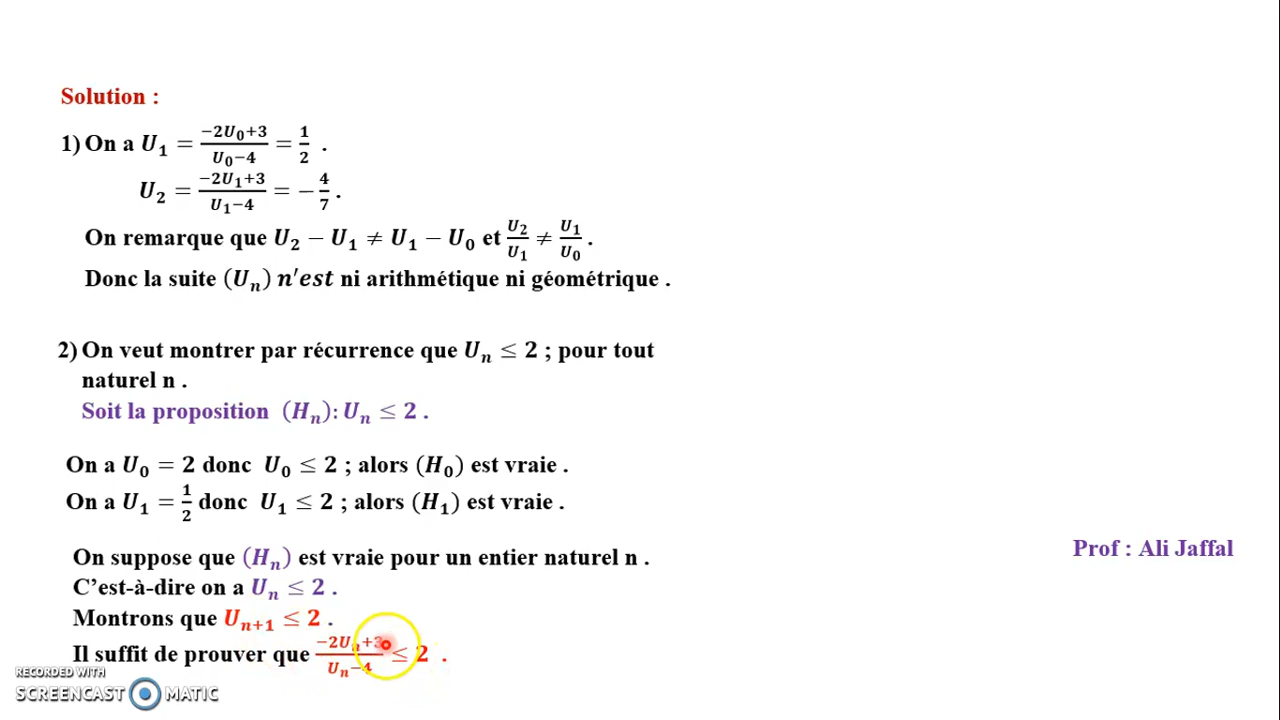 Solution :
1) On a U₁ = (−2U₀+3)/(U₀−4) = 1/2 .
U₂ = (−2U₁+3)/(U₁−4) = − 4/7 .
On remarque que U₂ − U₁ ≠ U₁ − U₀ et U₂/U₁ ≠ U₁/U₀ .
Donc la suite (Uₙ) n'est ni arithmétique ni géométrique .
2) On veut montrer par récurrence que Uₙ ≤ 2 ; pour tout
naturel n .
Soit la proposition (Hₙ): Uₙ ≤ 2 .
On a U₀ = 2 donc U₀ ≤ 2 ; alors (H₀) est vraie .
On a U₁ = 1/2 donc U₁ ≤ 2 ; alors (H₁) est vraie .
On suppose que (Hₙ) est vraie pour un entier naturel n .
Prof : Ali Jaffal
C'est-à-dire on a Uₙ ≤ 2 .
Montrons que Uₙ₊₁ ≤ 2 .
Il suffit de prouver que (−2Uₙ+3)/(Uₙ−4) ≤ 2 .
RECORDED WITH
SCREENCAST MATIC